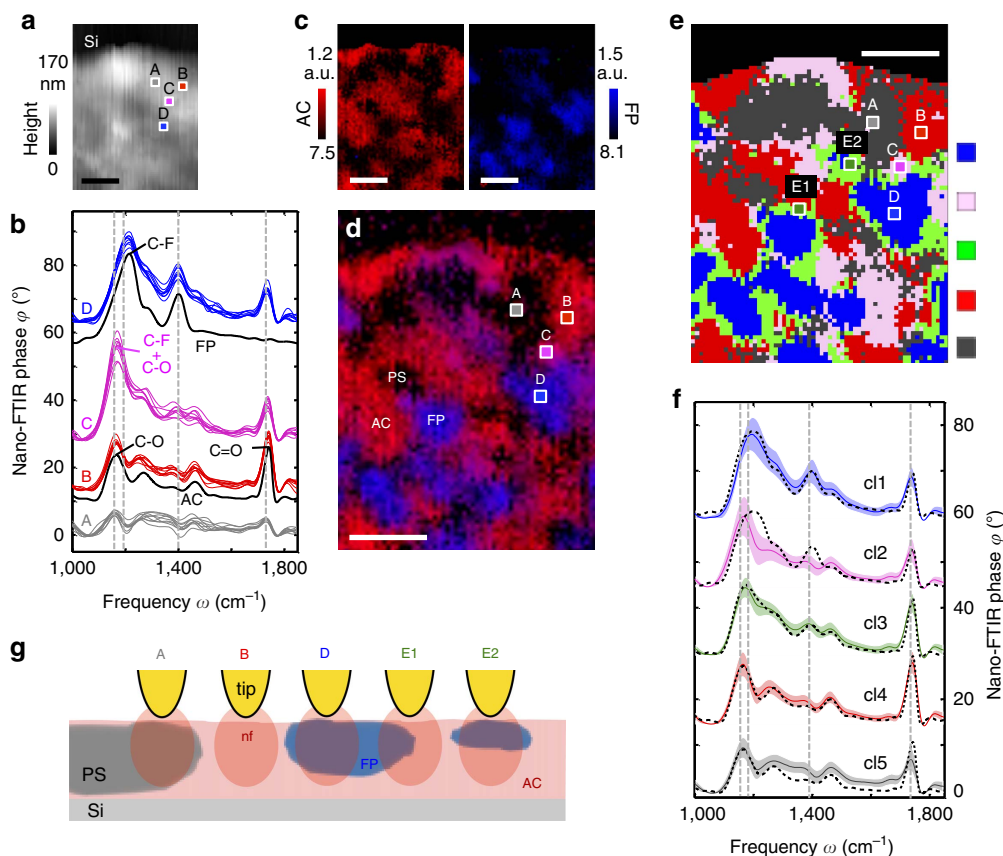 a
Si
170
nm
Height
0
A
B
C
D
c
1.2
a.u.
AC
7.5
1.5
a.u.
FP
8.1
e
A
B
E2
C
E1
D
b
Nano-FTIR phase φ (°)
80
60
40
20
0
C-F
D
FP
C-F
+
C-O
C
C-O
C=O
B
AC
A
1,000
1,400
1,800
Frequency ω (cm⁻¹)
d
A
B
C
D
PS
AC
FP
f
80
60
40
20
0
Nano-FTIR phase φ (°)
cl1
cl2
cl3
cl4
cl5
1,000
1,400
1,800
Frequency ω (cm⁻¹)
g
A
B
D
E1
E2
tip
nf
FP
PS
AC
Si